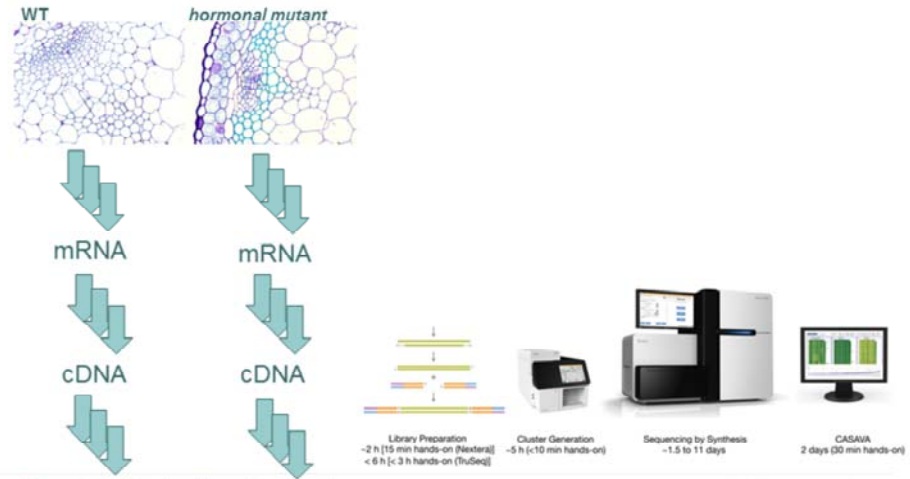 WT
hormonal mutant
mRNA
mRNA
cDNA
cDNA
Library Preparation
~2 h [15 min hands-on (Nextera)]
< 6 h [< 3 h hands-on (TruSeq)]
Cluster Generation
~5 h (<10 min hands-on)
Sequencing by Synthesis
~1.5 to 11 days
CASAVA
2 days (30 min hands-on)